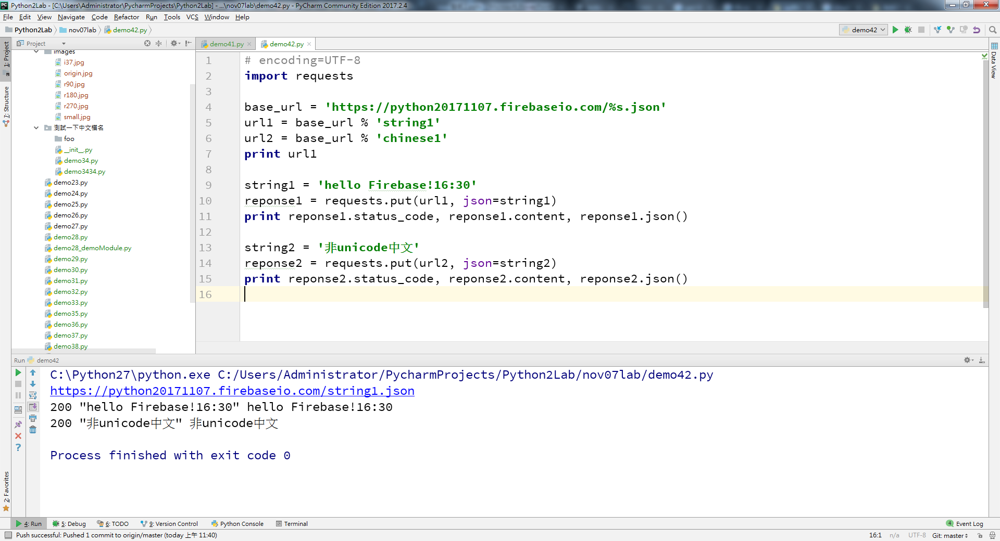 Python2Lab - [C:\Users\Administrator\PycharmProjects\Python2Lab] - ...\nov07lab\demo42.py - PyCharm Community Edition 2017.2.4
File Edit View Navigate Code Refactor Run Tools VCS Window Help
Python2Lab nov07lab demo42.py demo42
Project
demo41.py demo42.py
1: Project
7: Structure
2: Favorites
Data View
images
i37.jpg
origin.jpg
r90.jpg
r180.jpg
r270.jpg
small.jpg
測試一下中文檔名
foo
__init__.py
demo34.py
demo3434.py
demo23.py
demo24.py
demo25.py
demo26.py
demo27.py
demo28.py
demo28_demoModule.py
demo29.py
demo30.py
demo31.py
demo32.py
demo33.py
demo35.py
demo36.py
demo37.py
demo38.py
1 # encoding=UTF-8
2 import requests
3
4 base_url = 'https://python20171107.firebaseio.com/%s.json'
5 url1 = base_url % 'string1'
6 url2 = base_url % 'chinese1'
7 print url1
8
9 string1 = 'hello Firebase!16:30'
10 reponse1 = requests.put(url1, json=string1)
11 print reponse1.status_code, reponse1.content, reponse1.json()
12
13 string2 = '非unicode中文'
14 reponse2 = requests.put(url2, json=string2)
15 print reponse2.status_code, reponse2.content, reponse2.json()
16
Run demo42
C:\Python27\python.exe C:/Users/Administrator/PycharmProjects/Python2Lab/nov07lab/demo42.py
https://python20171107.firebaseio.com/string1.json
200 "hello Firebase!16:30" hello Firebase!16:30
200 "非unicode中文" 非unicode中文
Process finished with exit code 0
4: Run 5: Debug 6: TODO 9: Version Control Python Console Terminal 4 Event Log
Push successful: Pushed 1 commit to origin/master (today 上午 11:40) 16:1 n/a UTF-8 Git: master